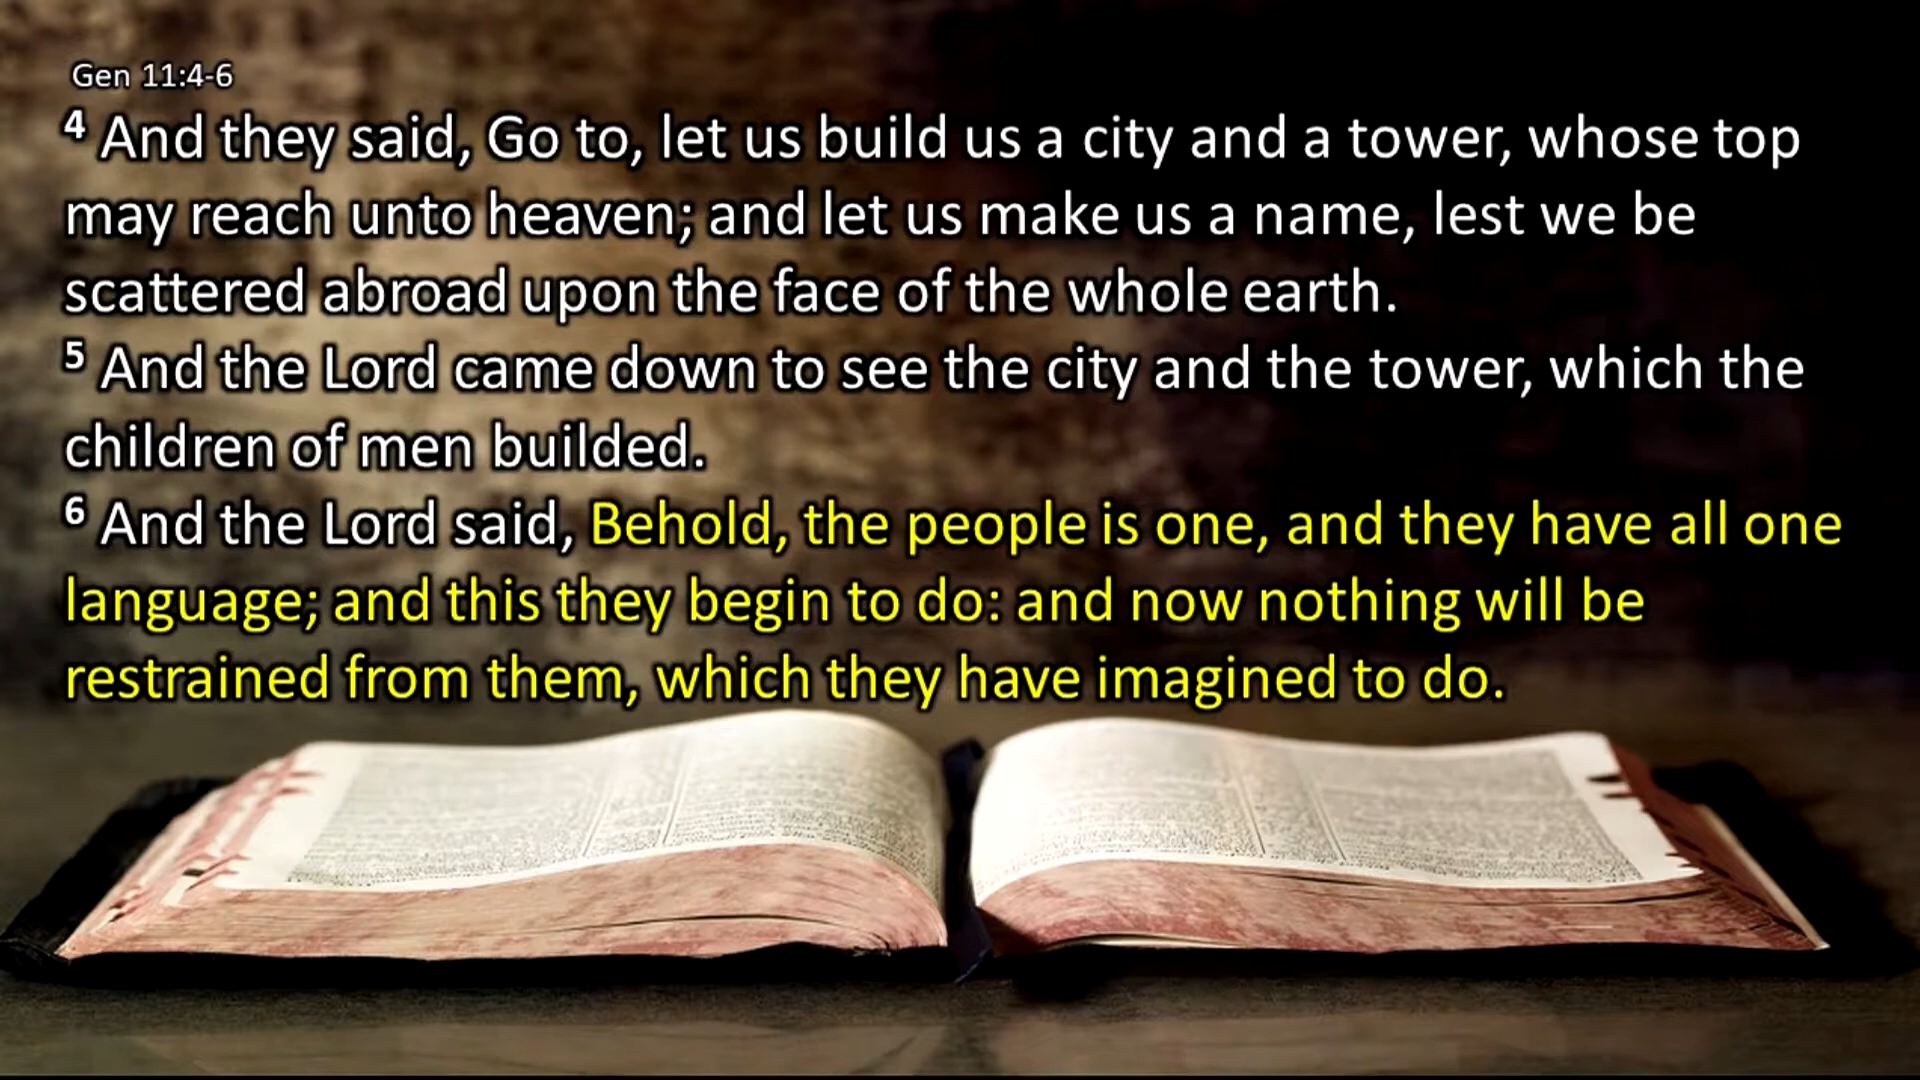 Gen 11:4-6
4 And they said, Go to, let us build us a city and a tower, whose top
may reach unto heaven; and let us make us a name, lest we be
scattered abroad upon the face of the whole earth.
5 And the Lord came down to see the city and the tower, which the
children of men builded.
6 And the Lord said, Behold, the people is one, and they have all one
language; and this they begin to do: and now nothing will be
restrained from them, which they have imagined to do.